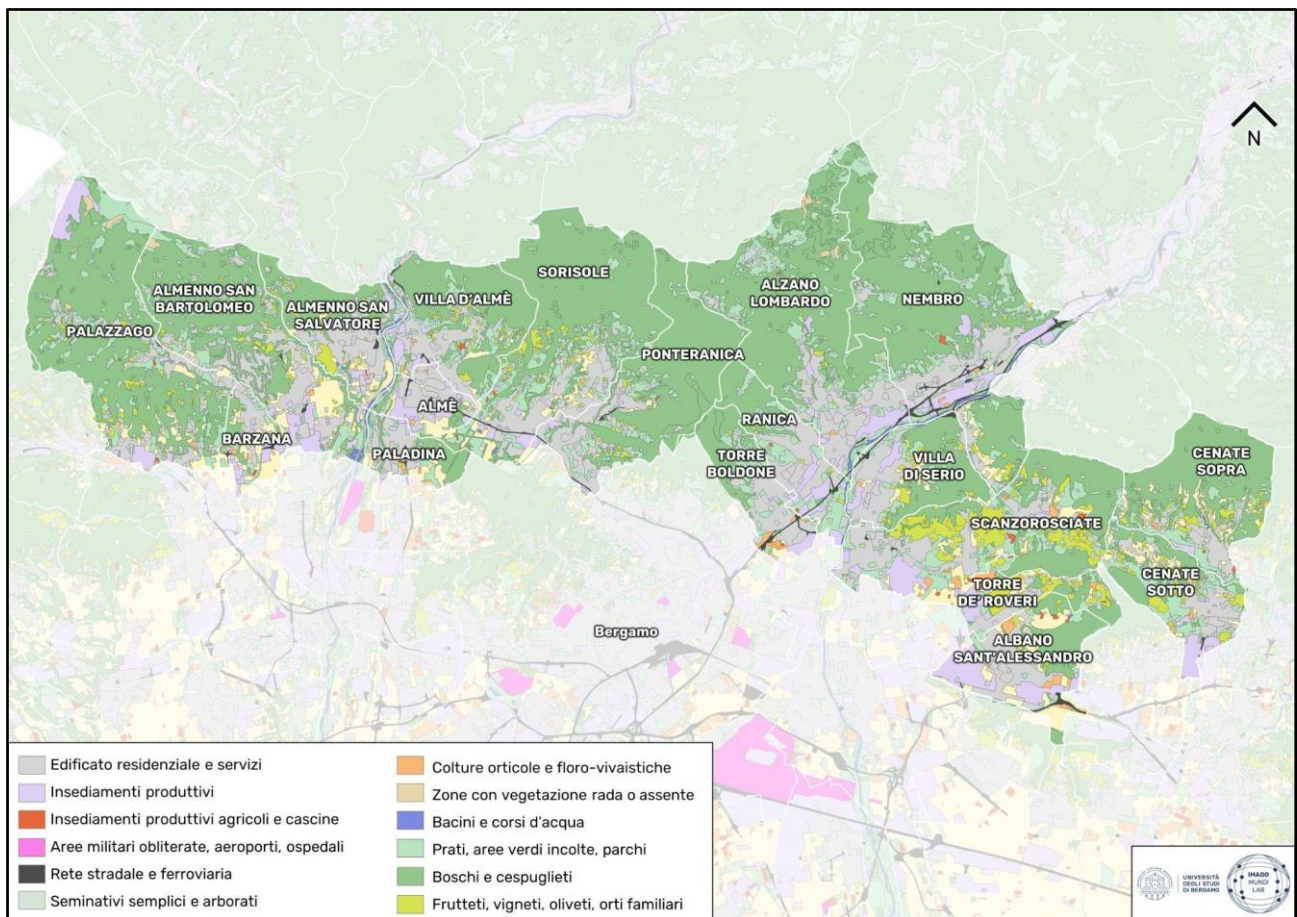 N
SORISOLE
ALMENNO SAN
BARTOLOMEO
ALMENNO SAN
SALVATORE
VILLA D'ALMÈ
ALZANO
LOMBARDO
NEMBRO
PALAZZAGO
PONTERANICA
ALMÈ
RANICA
BARZANA
PALADINA
TORRE
BOLDONE
VILLA
DI SERIO
CENATE
SOPRA
SCANZOROSCIATE
TORRE
DE' ROVERI
CENATE
SOTTO
Bergamo
ALBANO
SANT'ALESSANDRO
Edificato residenziale e servizi
Insediamenti produttivi
Insediamenti produttivi agricoli e cascine
Aree militari obliterate, aeroporti, ospedali
Rete stradale e ferroviaria
Seminativi semplici e arborati
Colture orticole e floro-vivaistiche
Zone con vegetazione rada o assente
Bacini e corsi d'acqua
Prati, aree verdi incolte, parchi
Boschi e cespuglieti
Frutteti, vigneti, oliveti, orti familiari
UNIVERSITÀ
DEGLI STUDI
DI BERGAMO
IMAGO
MUNDI
LAB